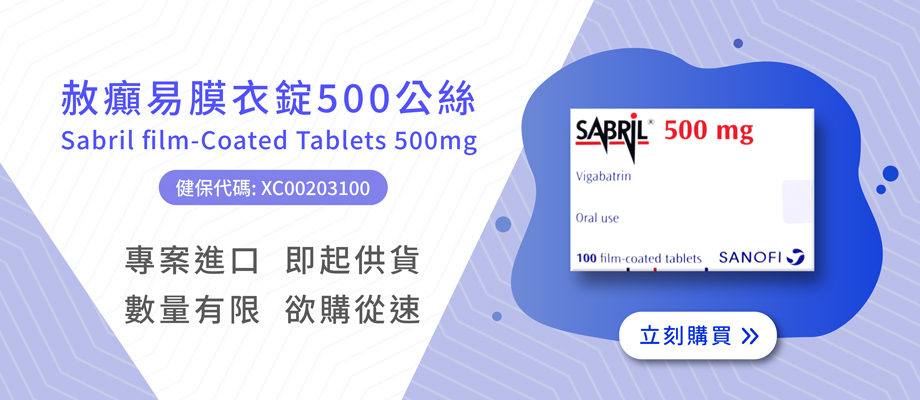 赦癲易膜衣錠500公絲
Sabril film-Coated Tablets 500mg
健保代碼: XC00203100
專案進口 即起供貨
數量有限 欲購從速
SABRIL® 500 mg
Vigabatrin
Oral use
100 film-coated tablets SANOFI
立刻購買